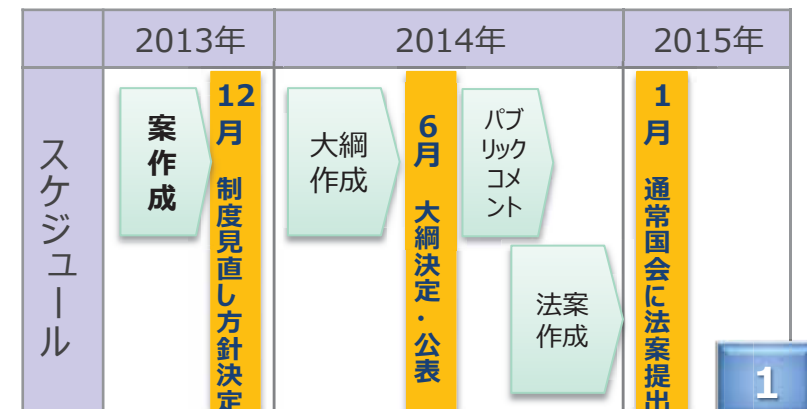 2013年
2014年
2015年
スケジュール
案
作
成
12
月 制度見直し方針決定
大綱
作成
6
月 大綱決定・公表
パブ
リック
コメ
ント
法案
作成
1
月 通常国会に法案提出
1